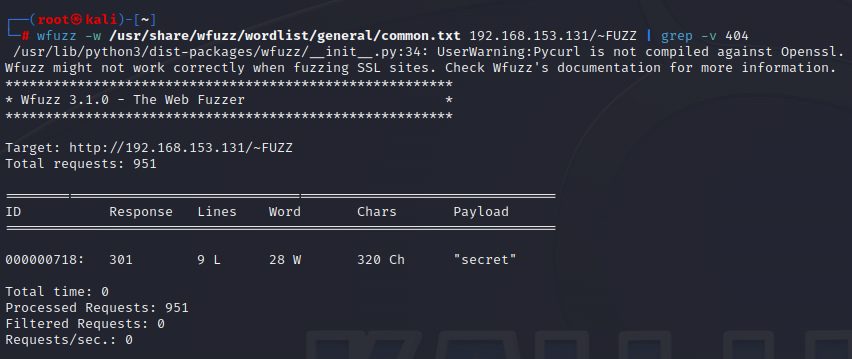 ┌──(root㉿kali)-[~]
└─# wfuzz -w /usr/share/wfuzz/wordlist/general/common.txt 192.168.153.131/~FUZZ | grep -v 404
/usr/lib/python3/dist-packages/wfuzz/__init__.py:34: UserWarning:Pycurl is not compiled against Openssl.
Wfuzz might not work correctly when fuzzing SSL sites. Check Wfuzz's documentation for more information.
********************************************************
* Wfuzz 3.1.0 - The Web Fuzzer                         *
********************************************************
Target: http://192.168.153.131/~FUZZ
Total requests: 951
=====================================================================
ID           Response   Lines    Word       Chars       Payload
=====================================================================
000000718:   301        9 L      28 W       320 Ch      "secret"
Total time: 0
Processed Requests: 951
Filtered Requests: 0
Requests/sec.: 0